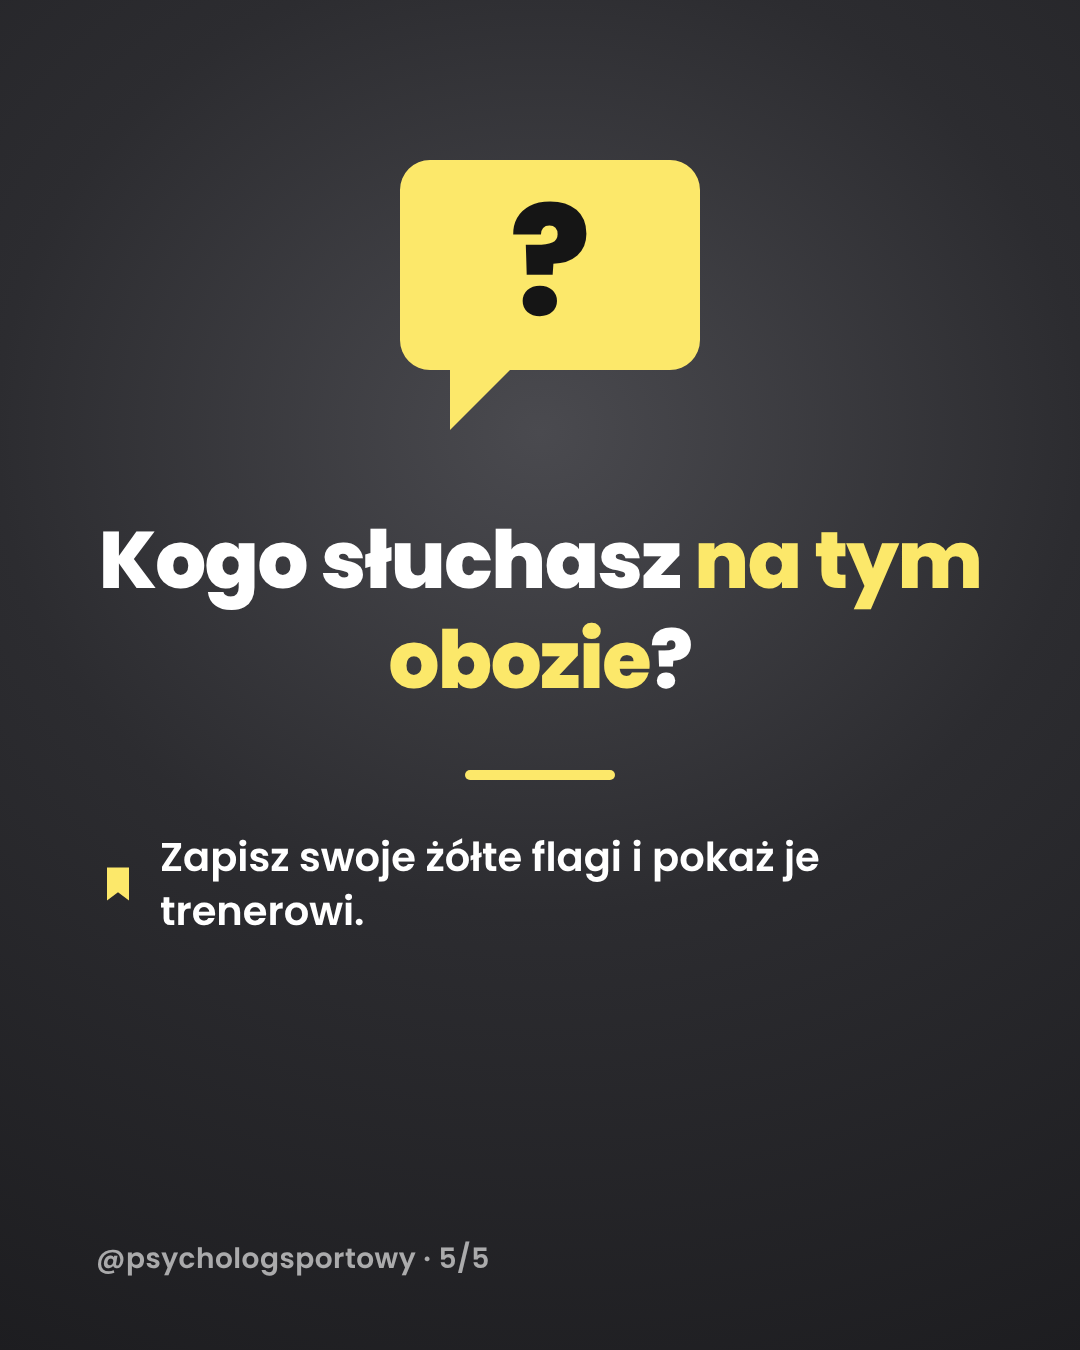 ?
Kogo słuchasz na tym
obozie?
Zapisz swoje żółte flagi i pokaż je
trenerowi.
@psychologsportowy · 5/5